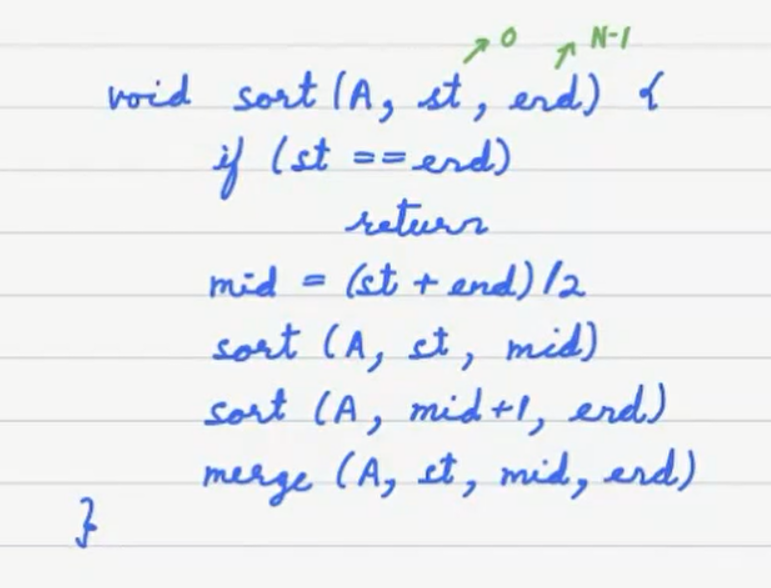 0 N-1
void sort (A, st, end) {
if (st == end)
return
mid = (st + end)/2
sort (A, st, mid)
sort (A, mid+1, end)
merge (A, st, mid, end)
}